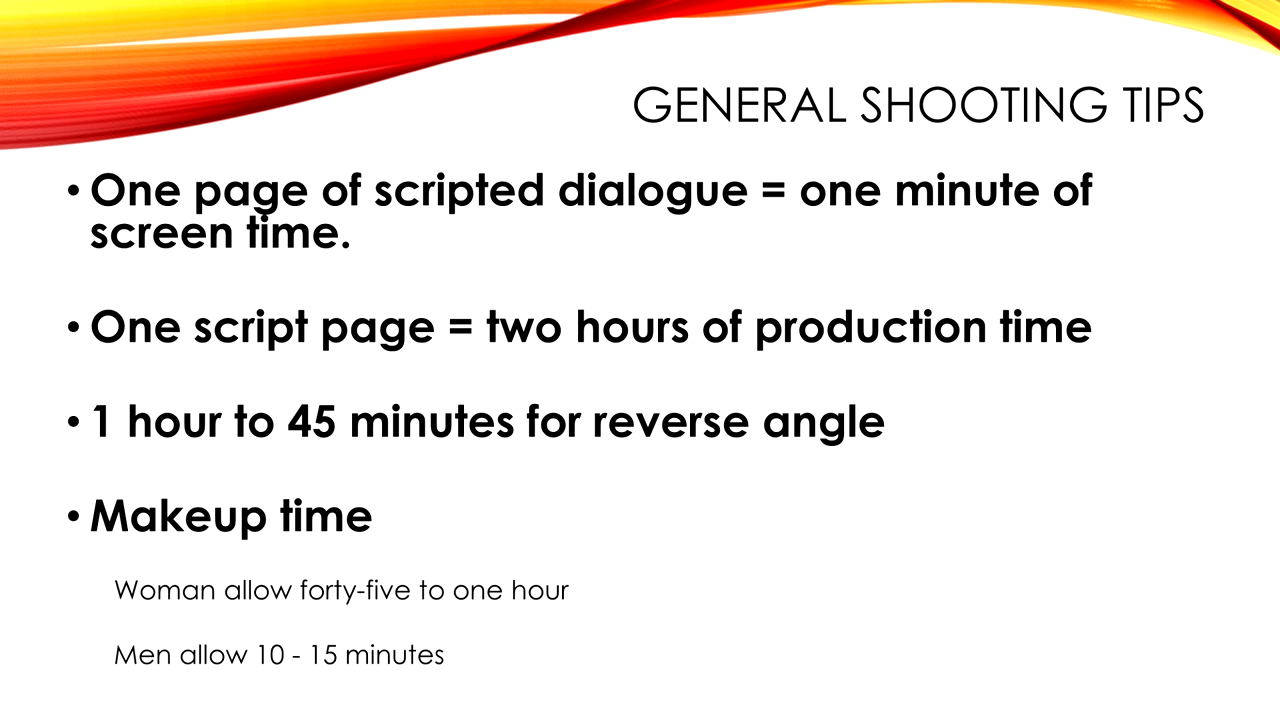 GENERAL SHOOTING TIPS
• One page of scripted dialogue = one minute of
screen time.
• One script page = two hours of production time
• 1 hour to 45 minutes for reverse angle
• Makeup time
Woman allow forty-five to one hour
Men allow 10 - 15 minutes